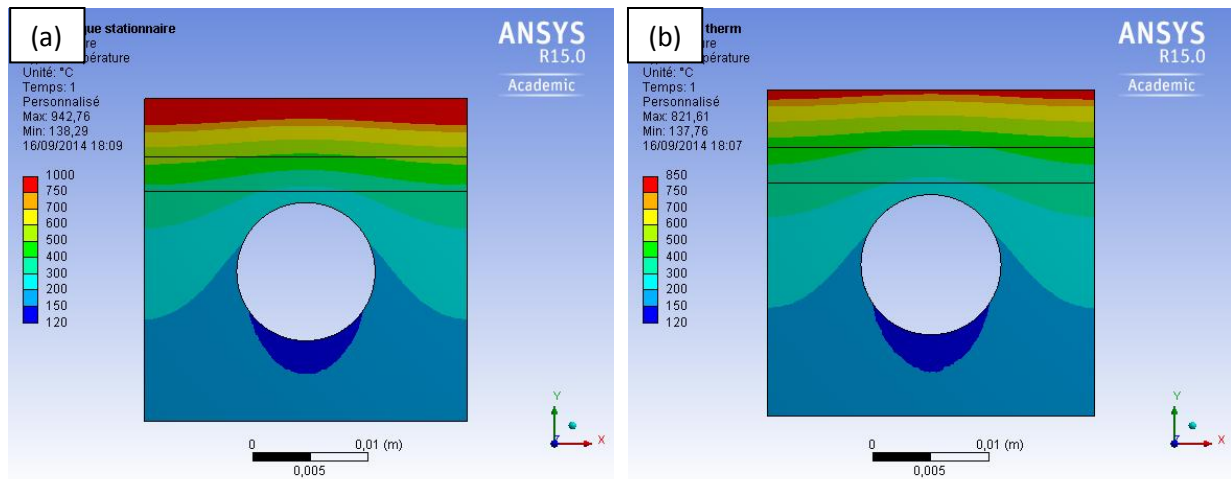 (a)
que stationnaire
pérature
Unité: °C
Temps: 1
Personnalisé
Max: 942,76
Min: 138,29
16/09/2014 18:09
1000
750
700
600
500
400
300
200
150
120
ANSYS
R15.0
Academic
0
0,01 (m)
0,005
Y
X
(b)
therm
pérature
Unité: °C
Temps: 1
Personnalisé
Max: 821,61
Min: 137,76
16/09/2014 18:07
850
750
700
600
500
400
300
200
150
120
ANSYS
R15.0
Academic
0
0,01 (m)
0,005
Y
X